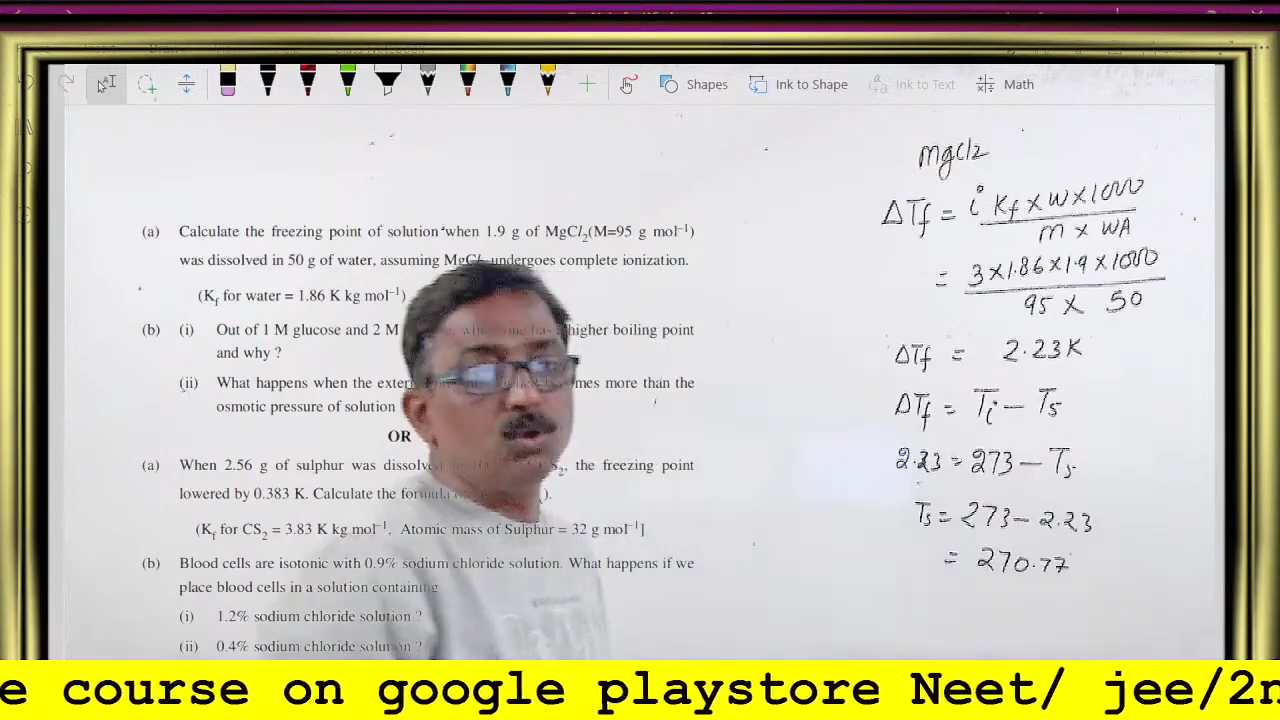 Shapes
Ink to Shape
Ink to Text
Math
(a) Calculate the freezing point of solution when 1.9 g of MgCl2(M=95 g mol–1)
was dissolved in 50 g of water, assuming undergoes complete ionization.
(Kf for water = 1.86 K kg mol–1)
(b) (i) Out of 1 M glucose and 2 M higher boiling point
and why ?
(ii) What happens when the more than the
osmotic pressure of solution
OR
(a) When 2.56 g of sulphur was dissolved the freezing point
lowered by 0.383 K. Calculate the
(Kf for CS2 = 3.83 K kg mol–1, Atomic mass of Sulphur = 32 g mol–1]
(b) Blood cells are isotonic with 0.9% sodium chloride solution. What happens if we
place blood cells in a solution containing
(i) 1.2% sodium chloride solution ?
(ii) 0.4% sodium chloride solution ?
mgCl2
ΔTf = i Kf x W x 1000
m x WA
= 3 x 1.86 x 1.9 x 1000
95 x 50
ΔTf = 2.23K
ΔTf = Ti – Ts
2.23 = 273 – Ts
Ts = 273 – 2.23
= 270.77
e course on google playstore Neet/ jee/2n